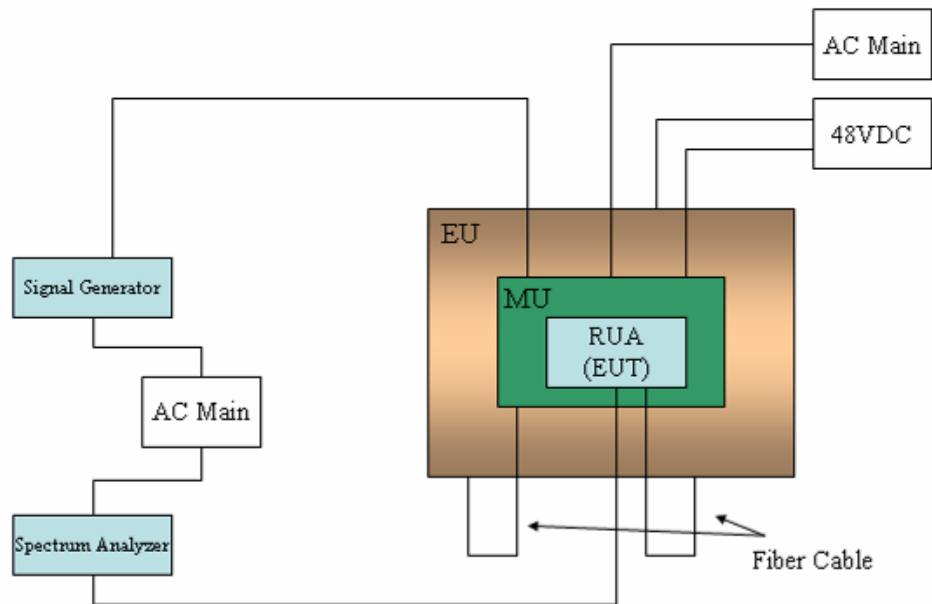 AC Main
48VDC
EU
Signal Generator
MU
RUA
(EUT)
AC Main
Spectrum Analyzer
Fiber Cable